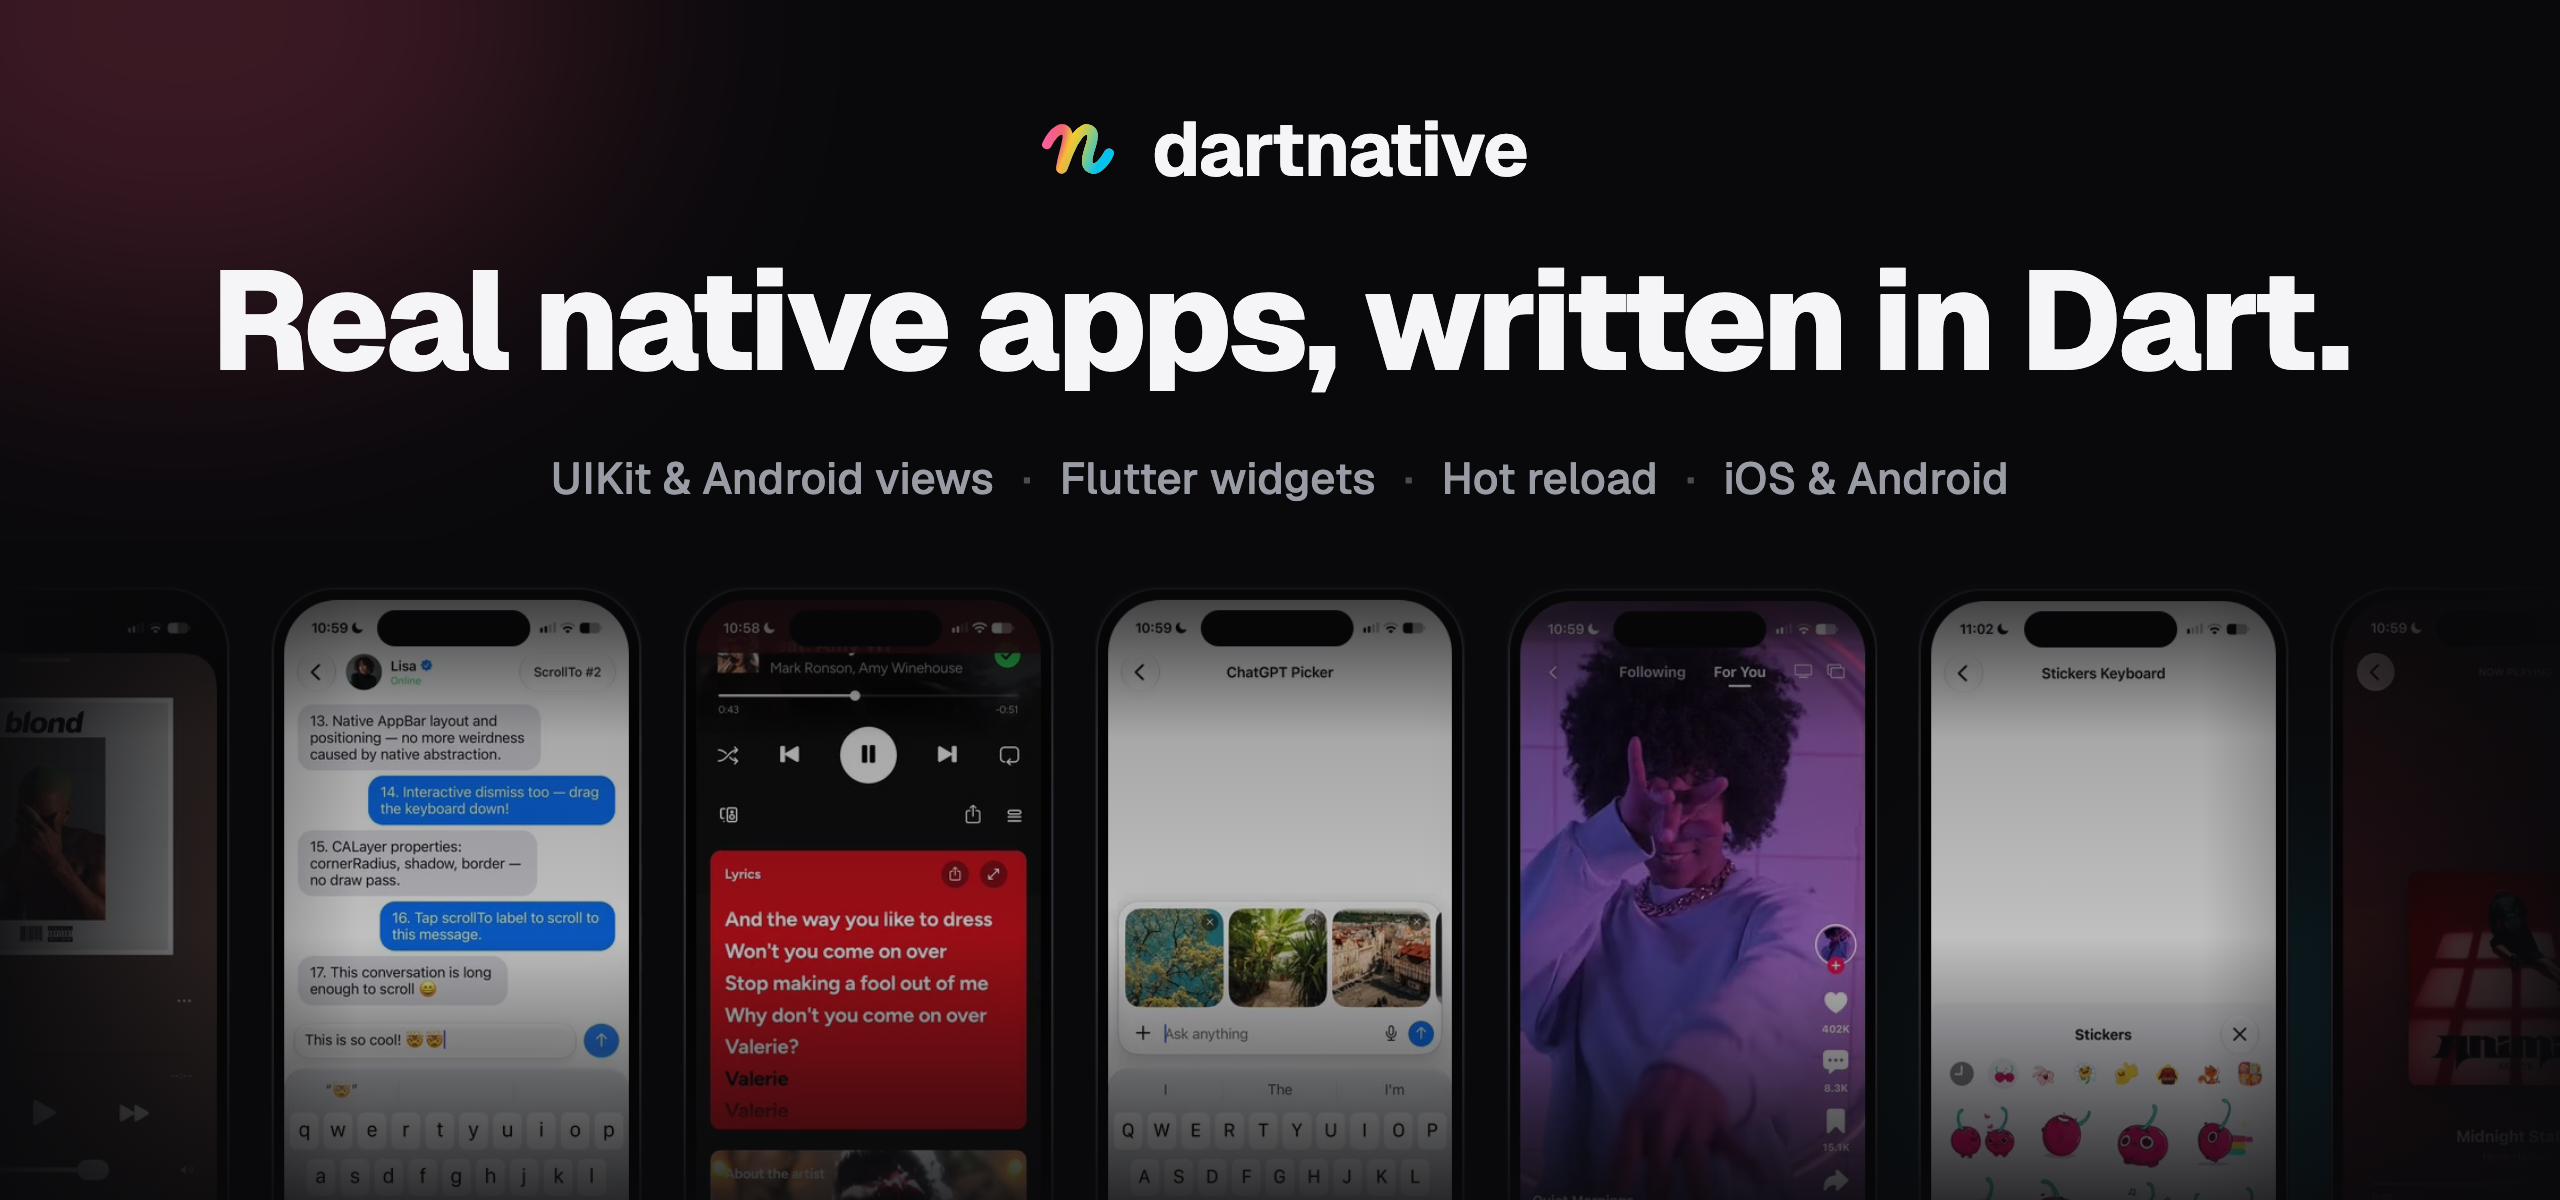 dartnative
Real native apps, written in Dart.
UIKit & Android views · Flutter widgets · Hot reload · iOS & Android
blond
10:59
Lisa
Online
ScrollTo #2
13. Native AppBar layout and
positioning — no more weirdness
caused by native abstraction.
14. Interactive dismiss too — drag
the keyboard down!
15. CALayer properties:
cornerRadius, shadow, border —
no draw pass.
16. Tap scrollTo label to scroll to
this message.
17. This conversation is long
enough to scroll 😄
This is so cool! 🤯🤯
"🤯"
q w e r t y u i o p
a s d f g h j k l
10:58
Mark Ronson, Amy Winehouse
0:43
-0:51
Lyrics
And the way you like to dress
Won't you come on over
Stop making a fool out of me
Why don't you come on over
Valerie?
Valerie
Valerie
About the artist
10:59
ChatGPT Picker
Ask anything
I The I'm
Q W E R T Y U I O P
A S D F G H J K L
10:59
Following For You
402K
8.3K
15.1K
11:02
Stickers Keyboard
Stickers
10:59
NOW PLAYING
Midnight